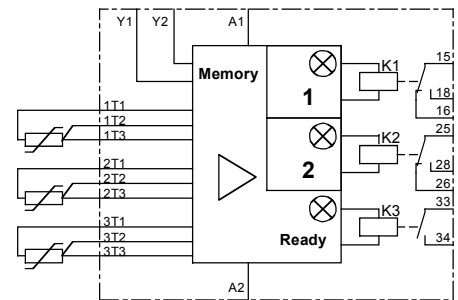 Y1 Y2 A1
Memory K1 15
1
1T1 18
1T2 16
1T3 K2 25
2
2T1 28
2T2 26
2T3 K3 33
3T1
3T2 Ready 34
3T3
A2